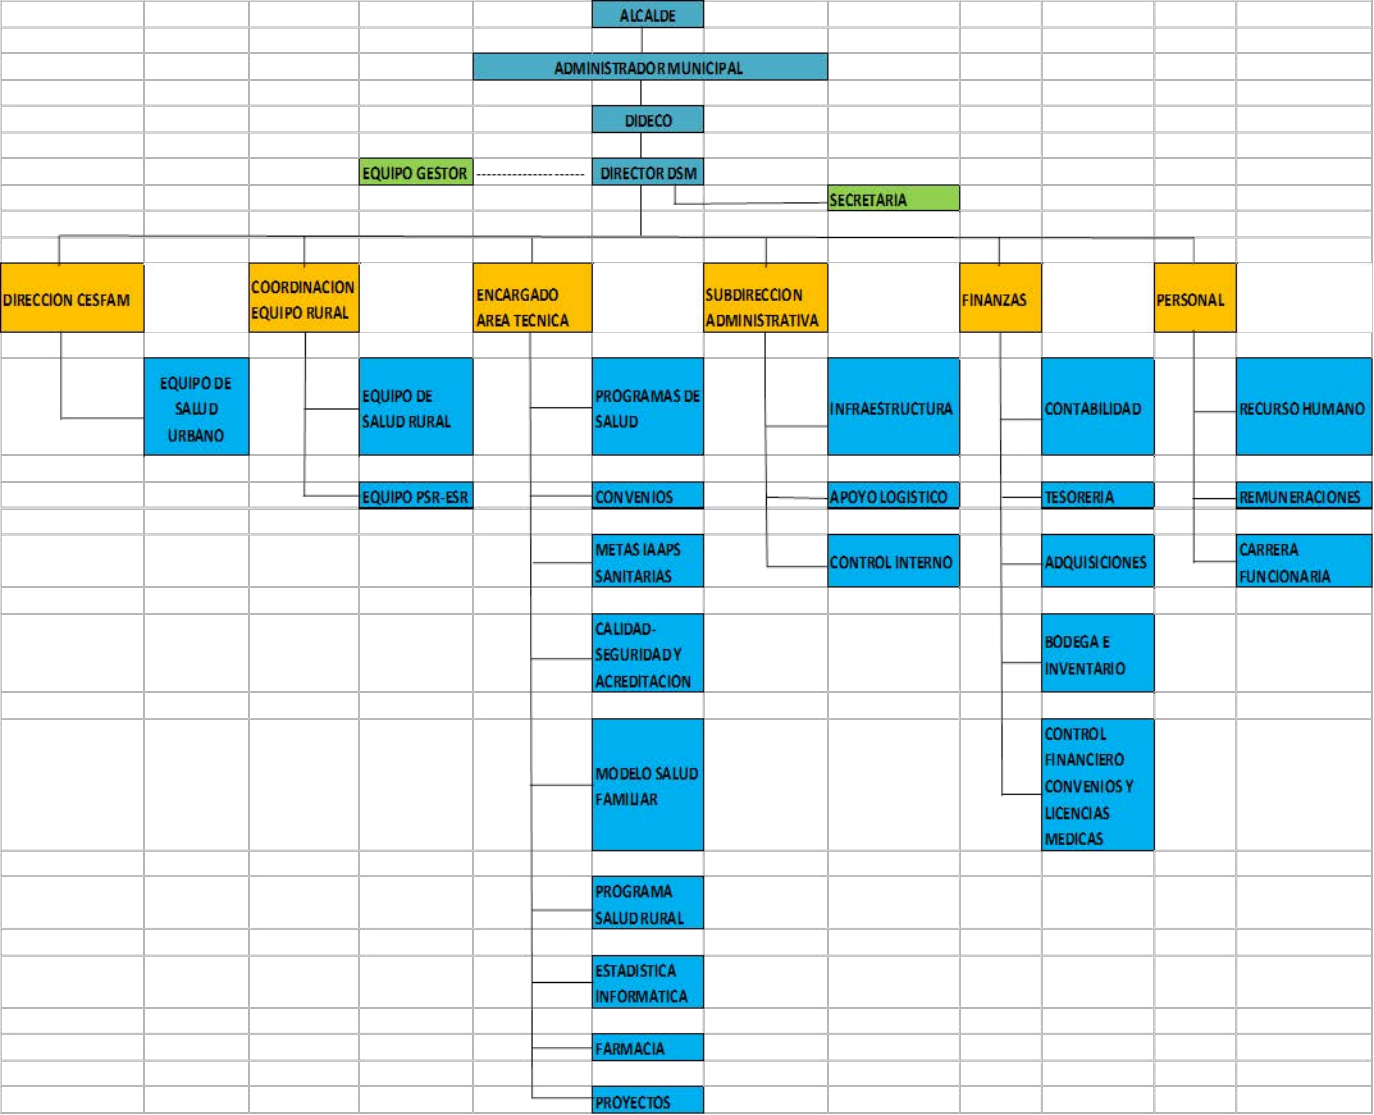 ALCALDE
ADMINISTRADOR MUNICIPAL
DIDECO
EQUIPO GESTOR
DIRECTOR DSM
SECRETARIA
DIRECCION CESFAM
COORDINACION
EQUIPO RURAL
ENCARGADO
AREA TECNICA
SUBDIRECCION
ADMINISTRATIVA
FINANZAS
PERSONAL
EQUIPO DE
SALUD
URBANO
EQUIPO DE
SALUD RURAL
PROGRAMAS DE
SALUD
INFRAESTRUCTURA
CONTABILIDAD
RECURSO HUMANO
EQUIPO PSR-ESR
CONVENIOS
APOYO LOGISTICO
TESORERIA
REMUNERACIONES
METAS IAAPS
SANITARIAS
CONTROL INTERNO
ADQUISICIONES
CARRERA
FUNCIONARIA
CALIDAD-
SEGURIDAD Y
ACREDITACION
BODEGA E
INVENTARIO
MODELO SALUD
FAMILIAR
CONTROL
FINANCIERO
CONVENIOS Y
LICENCIAS
MEDICAS
PROGRAMA
SALUD RURAL
ESTADISTICA
INFORMATICA
FARMACIA
PROYECTOS